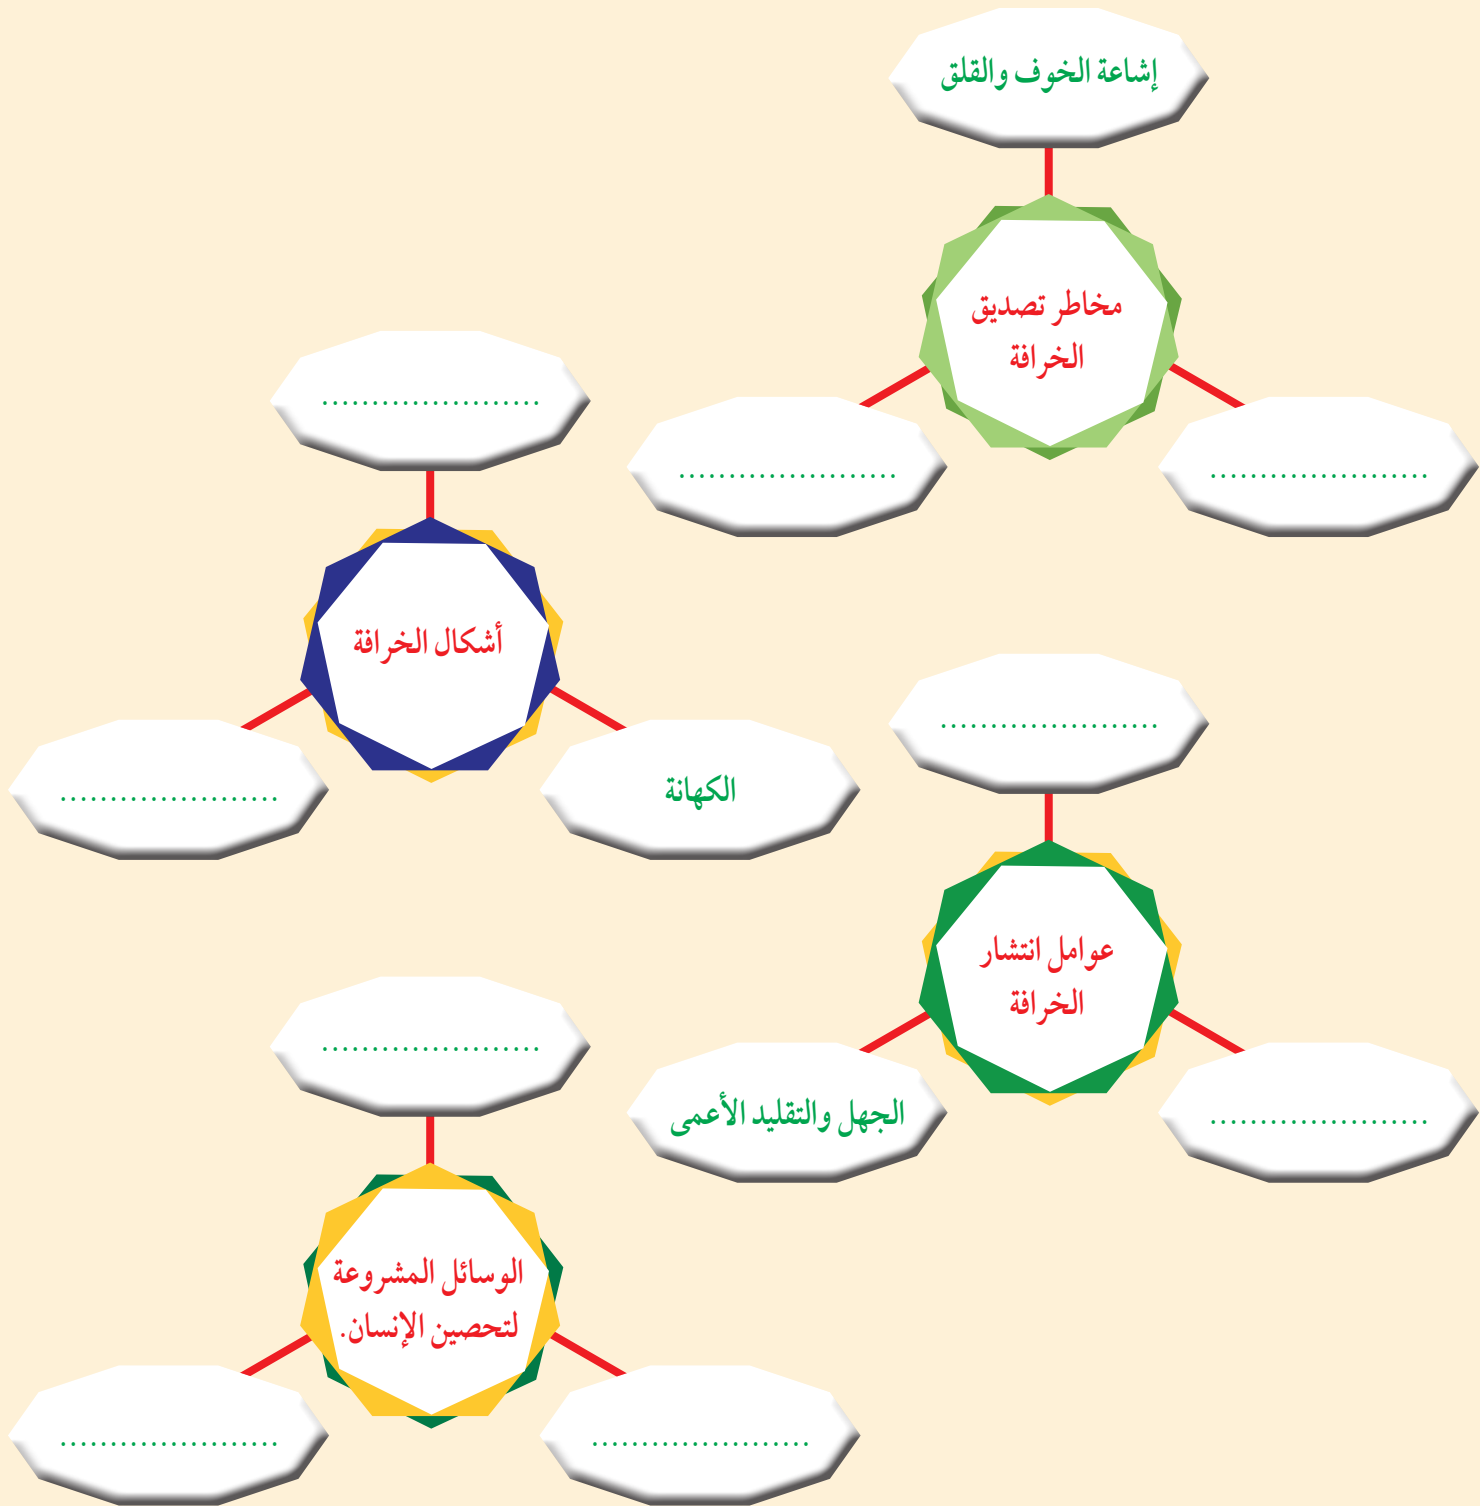 إشاعة الخوف والقلق
مخاطر تصديق
الخرافة
......................
......................
......................
أشكال الخرافة
الكهانة
......................
......................
عوامل انتشار
الخرافة
......................
الجهل والتقليد الأعمى
......................
الوسائل المشروعة
لتحصين الإنسان.
......................
......................